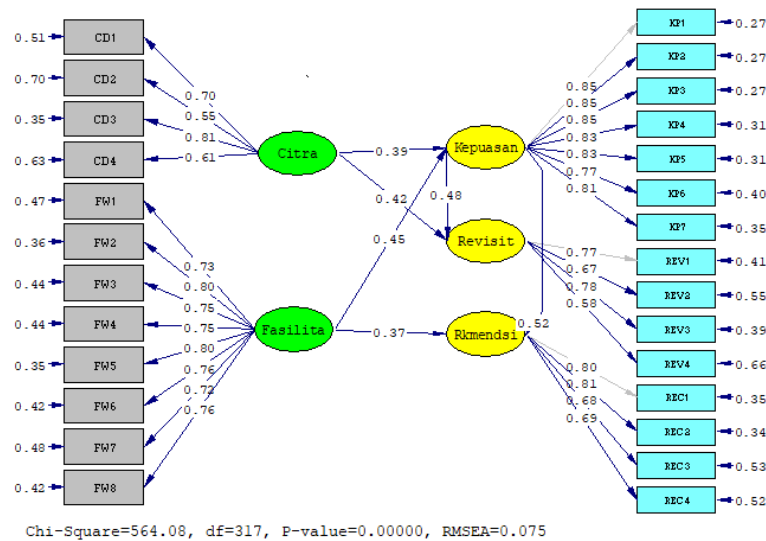 0.51 CD1
0.70 CD2
0.35 CD3
0.63 CD4
0.47 FW1
0.36 FW2
0.44 FW3
0.44 FW4
0.35 FW5
0.42 FW6
0.48 FW7
0.42 FW8
0.70
0.55
0.81
0.61
0.73
0.80
0.75
0.75
0.80
0.76
0.72
0.76
Citra
Fasilita
0.39
0.42
0.48
0.45
0.37
0.52
Kepuasan
Revisit
Rkmendsi
0.85
0.85
0.85
0.83
0.83
0.77
0.81
0.77
0.67
0.78
0.58
0.80
0.81
0.68
0.69
KP1 0.27
KP2 0.27
KP3 0.27
KP4 0.31
KP5 0.31
KP6 0.40
KP7 0.35
REV1 0.41
REV2 0.55
REV3 0.39
REV4 0.66
REC1 0.35
REC2 0.34
REC3 0.53
REC4 0.52
Chi-Square=564.08, df=317, P-value=0.00000, RMSEA=0.075